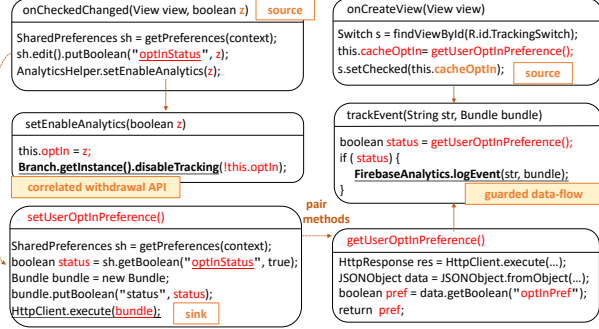 onCheckedChanged(View view, boolean z)
source
SharedPreferences sh = getPreferences(context);
sh.edit().putBoolean("optInStatus", z);
AnalyticsHelper.setEnableAnalytics(z);
setEnableAnalytics(boolean z)
this.optIn = z;
Branch.getInstance().disableTracking(!this.optIn);
correlated withdrawal API
setUserOptInPreference()
SharedPreferences sh = getPreferences(context);
boolean status = sh.getBoolean("optInStatus", true);
Bundle bundle = new Bundle;
bundle.putBoolean("status", status);
HttpClient.execute(bundle);
sink
pair
methods
onCreateView(View view)
Switch s = findViewById(R.id.TrackingSwitch);
this.cacheOptIn= getUserOptInPreference();
s.setChecked(this.cacheOptIn);
source
trackEvent(String str, Bundle bundle)
boolean status = getUserOptInPreference();
if ( status) {
FirebaseAnalytics.logEvent(str, bundle);
}
guarded data-flow
getUserOptInPreference()
HttpResponse res = HttpClient.execute(...);
JSONObject data = JSONObject.fromObject(...);
boolean pref = data.getBoolean("optInPref");
return pref;